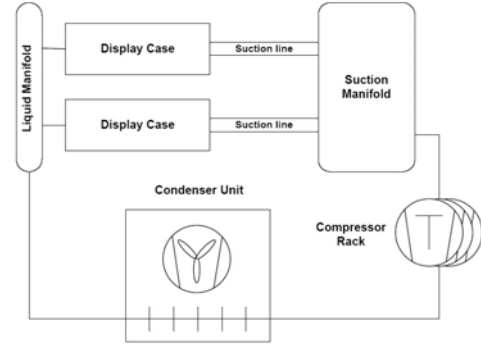 Liquid Manifold
Display Case
Suction line
Suction
Manifold
Display Case
Suction line
Condenser Unit
Compressor
Rack